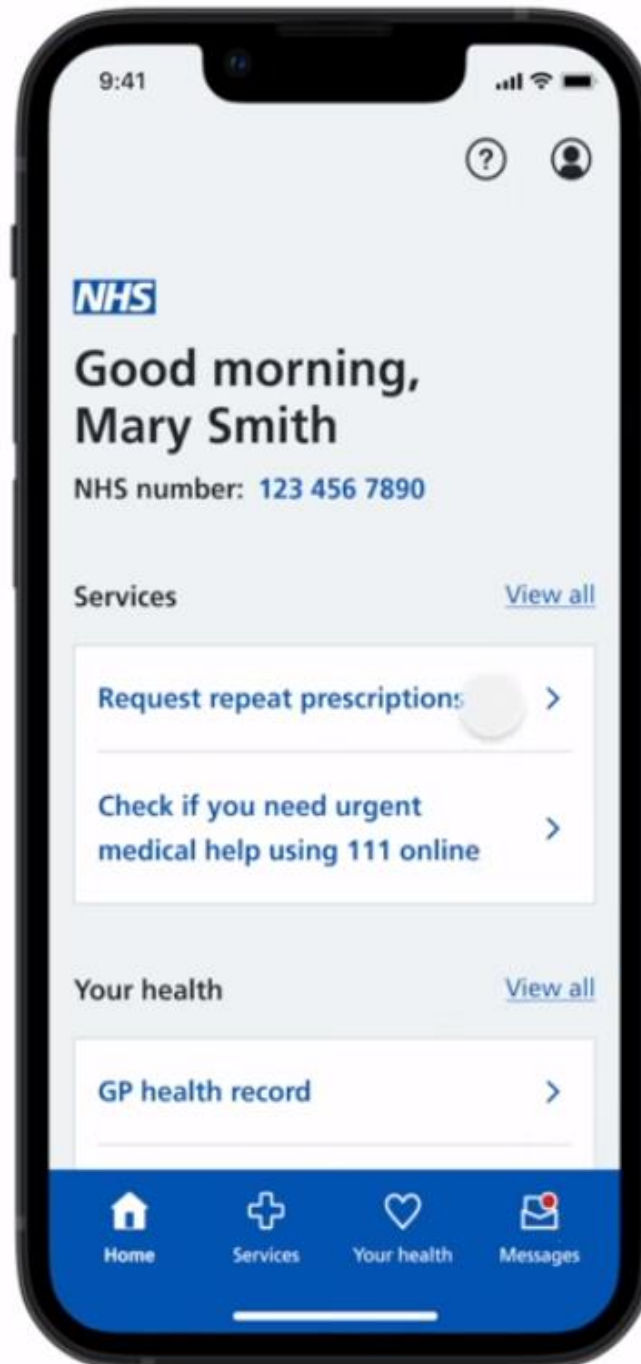 9:41
NHS
Good morning,
Mary Smith
NHS number: 123 456 7890
Services View all
Request repeat prescriptions
Check if you need urgent
medical help using 111 online
Your health View all
GP health record
Home Services Your health Messages